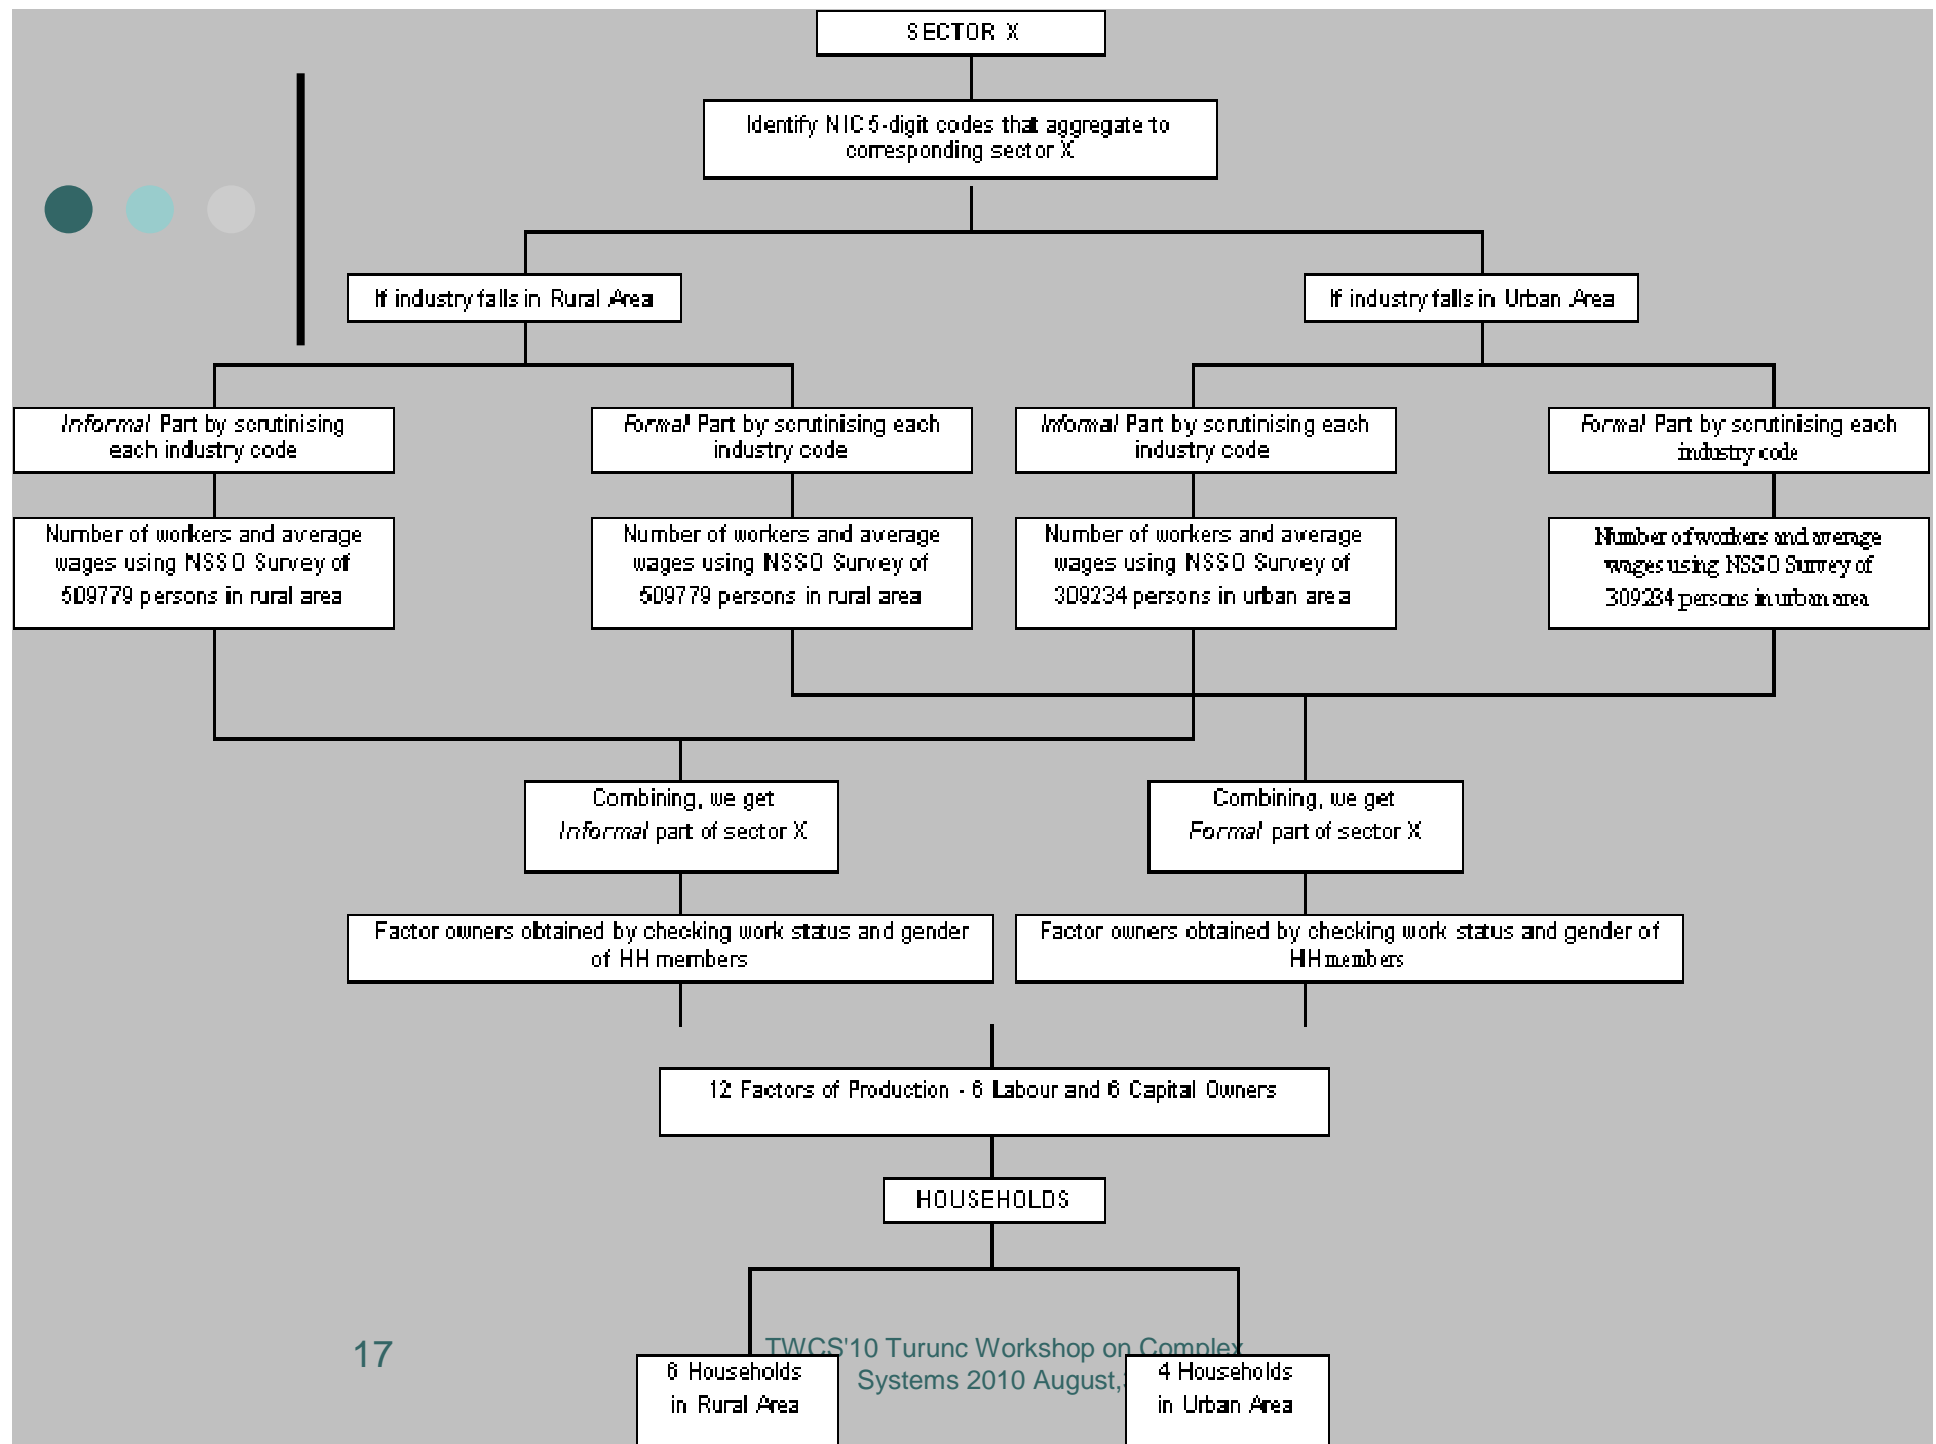 SECTOR X
Identify NIC 5-digit codes that aggregate to
corresponding sector X
If industry falls in Rural Area
If industry falls in Urban Area
Informal Part by scrutinising
each industry code
Formal Part by scrutinising each
industry code
Informal Part by scrutinising each
industry code
Formal Part by scrutinising each
industry code
Number of workers and average
wages using NSSO Survey of
509779 persons in rural area
Number of workers and average
wages using NSSO Survey of
509779 persons in rural area
Number of workers and average
wages using NSSO Survey of
309234 persons in urban area
Number of workers and average
wages using NSSO Survey of
309234 persons in urban area
Combining, we get
Informal part of sector X
Combining, we get
Formal part of sector X
Factor owners obtained by checking work status and gender
of HH members
Factor owners obtained by checking work status and gender of
HH members
12 Factors of Production - 6 Labour and 6 Capital Owners
HOUSEHOLDS
6 Households
in Rural Area
4 Households
in Urban Area
17
TWCS'10 Turunc Workshop on Complex
Systems 2010 August,